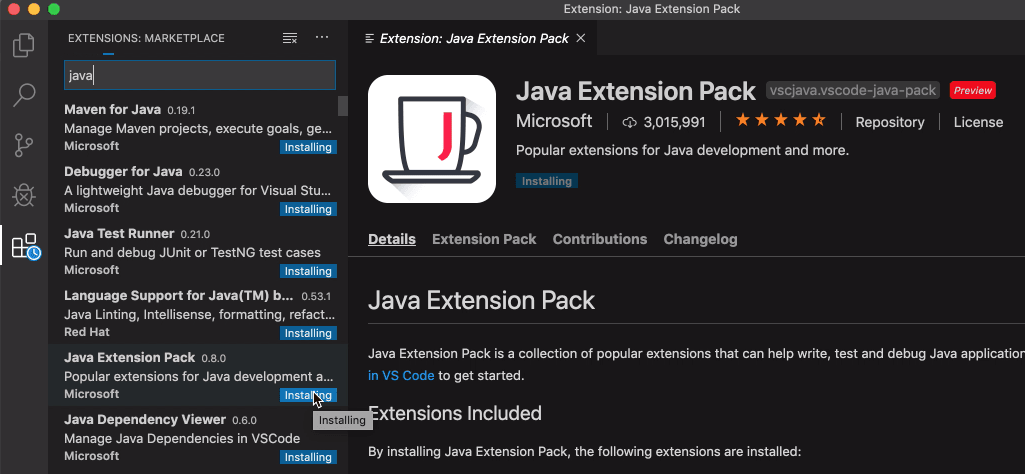 Extension: Java Extension Pack
EXTENSIONS: MARKETPLACE
java
Maven for Java 0.19.1
Manage Maven projects, execute goals, ge...
Microsoft Installing
Debugger for Java 0.23.0
A lightweight Java debugger for Visual Stu...
Microsoft Installing
Java Test Runner 0.21.0
Run and debug JUnit or TestNG test cases
Microsoft Installing
Language Support for Java(TM) b... 0.53.1
Java Linting, Intellisense, formatting, refact...
Red Hat Installing
Java Extension Pack 0.8.0
Popular extensions for Java development a...
Microsoft Installing
Installing
Java Dependency Viewer 0.6.0
Manage Java Dependencies in VSCode
Microsoft Installing
Extension: Java Extension Pack
J
Java Extension Pack vscjava.vscode-java-pack Preview
Microsoft 3,015,991 Repository License
Popular extensions for Java development and more.
Installing
Details Extension Pack Contributions Changelog
Java Extension Pack
Java Extension Pack is a collection of popular extensions that can help write, test and debug Java application
in VS Code to get started.
Extensions Included
By installing Java Extension Pack, the following extensions are installed: